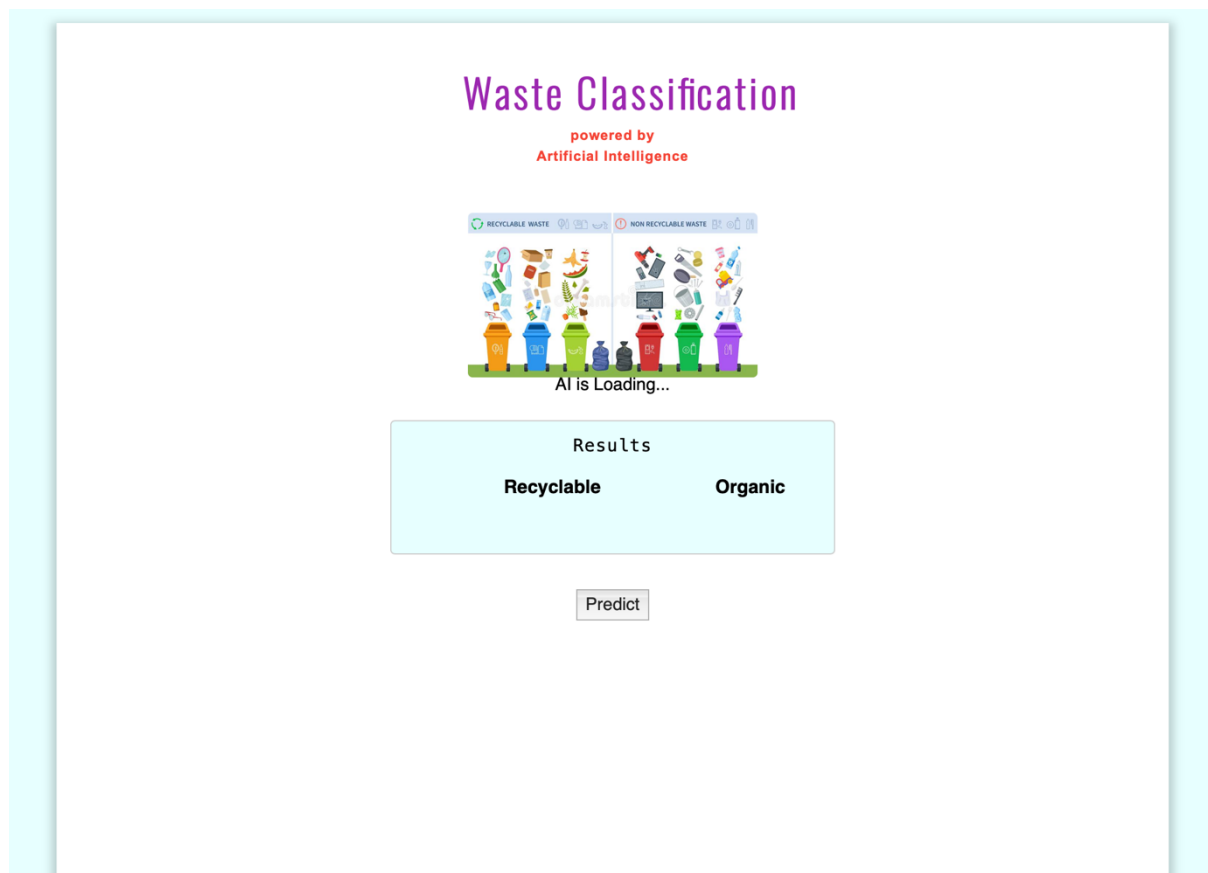 Waste Classification
powered by
Artificial Intelligence
RECYCLABLE WASTE NON RECYCLABLE WASTE
AI is Loading...
Results
Recyclable Organic
Predict